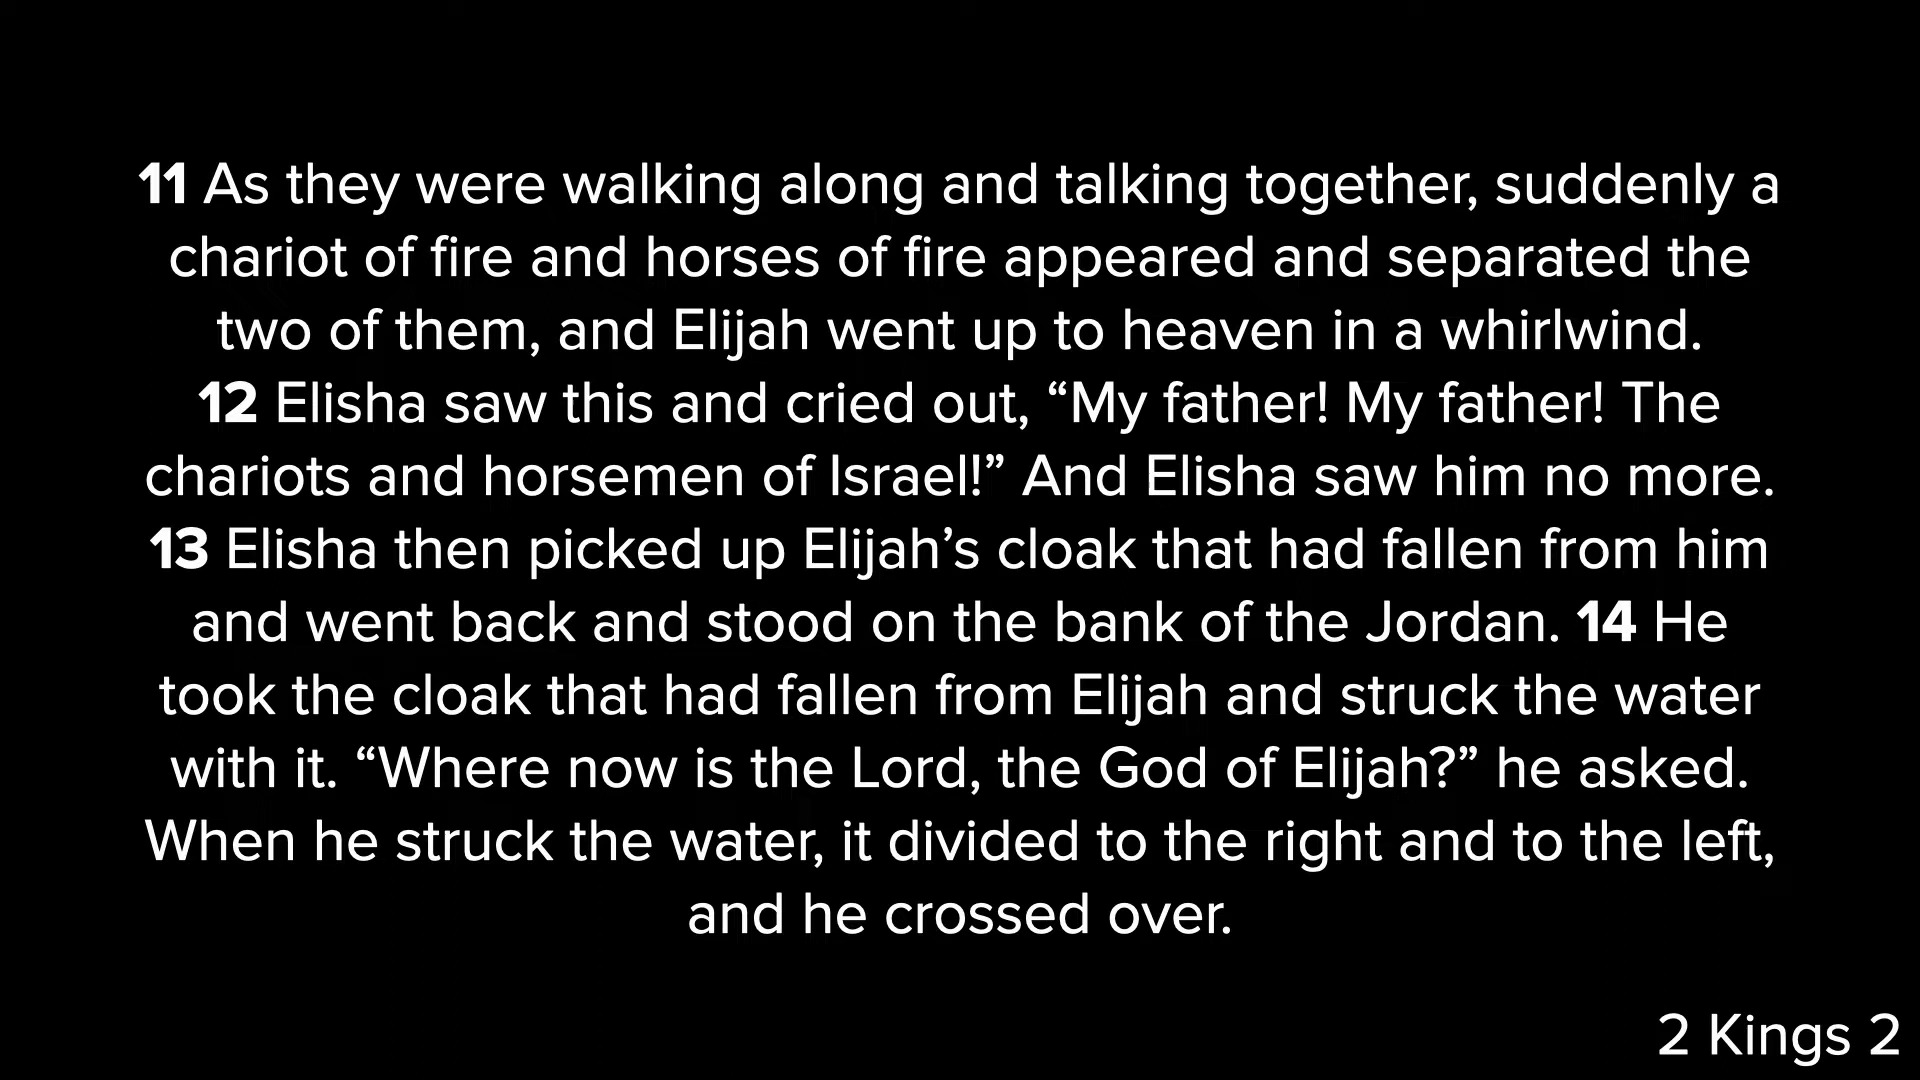 11 As they were walking along and talking together, suddenly a
chariot of fire and horses of fire appeared and separated the
two of them, and Elijah went up to heaven in a whirlwind.
12 Elisha saw this and cried out, “My father! My father! The
chariots and horsemen of Israel!” And Elisha saw him no more.
13 Elisha then picked up Elijah’s cloak that had fallen from him
and went back and stood on the bank of the Jordan. 14 He
took the cloak that had fallen from Elijah and struck the water
with it. “Where now is the Lord, the God of Elijah?” he asked.
When he struck the water, it divided to the right and to the left,
and he crossed over.
2 Kings 2